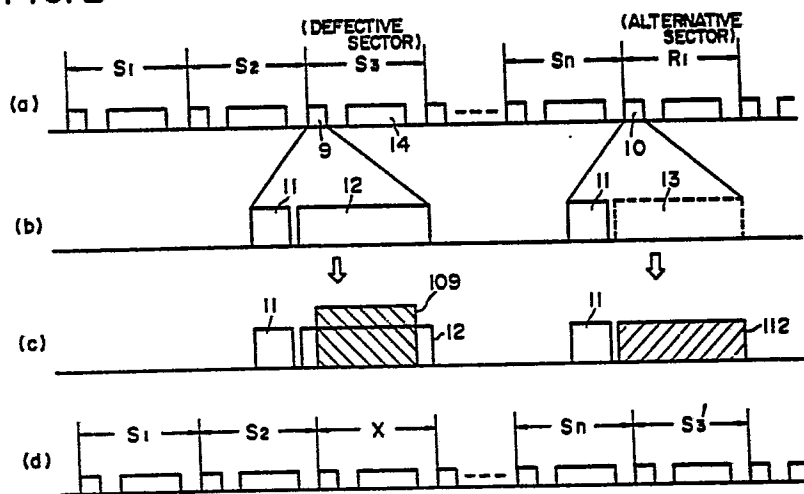 (DEFECTIVE SECTOR) (ALTERNATIVE SECTOR)
S1 S2 S3 Sn R1
(a)
9 14 10
11 12 11 13
(b)
109
11 12 11 112
(c)
S1 S2 X Sn S3'
(d)